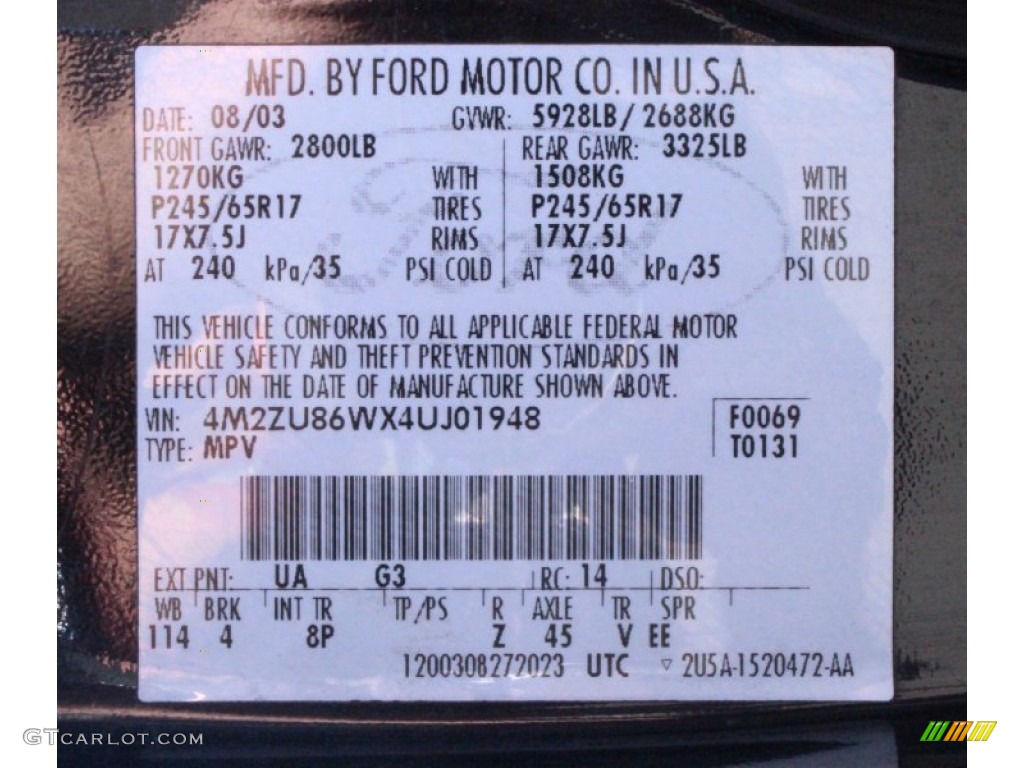 MFD. BY FORD MOTOR CO. IN U.S.A.
DATE: 08/03 GVWR: 5928LB/ 2688KG
FRONT GAWR: 2800LB REAR GAWR: 3325LB
1270KG WITH 1508KG WITH
P245/65R17 TIRES P245/65R17 TIRES
17X7.5J RIMS 17X7.5J RIMS
AT 240 kPa/35 PSI COLD AT 240 kPa/35 PSI COLD
THIS VEHICLE CONFORMS TO ALL APPLICABLE FEDERAL MOTOR
VEHICLE SAFETY AND THEFT PREVENTION STANDARDS IN
EFFECT ON THE DATE OF MANUFACTURE SHOWN ABOVE.
VIN: 4M2ZU86WX4UJ01948 F0069
TYPE: MPV T0131
EXT PNT: UA G3 RC: 14 DSO:
WB BRK INT TR TP/PS R AXLE TR SPR
114 4 8P Z 45 V EE
1200308272023 UTC ▿ 2U5A-1520472-AA
GTCARLOT.COM